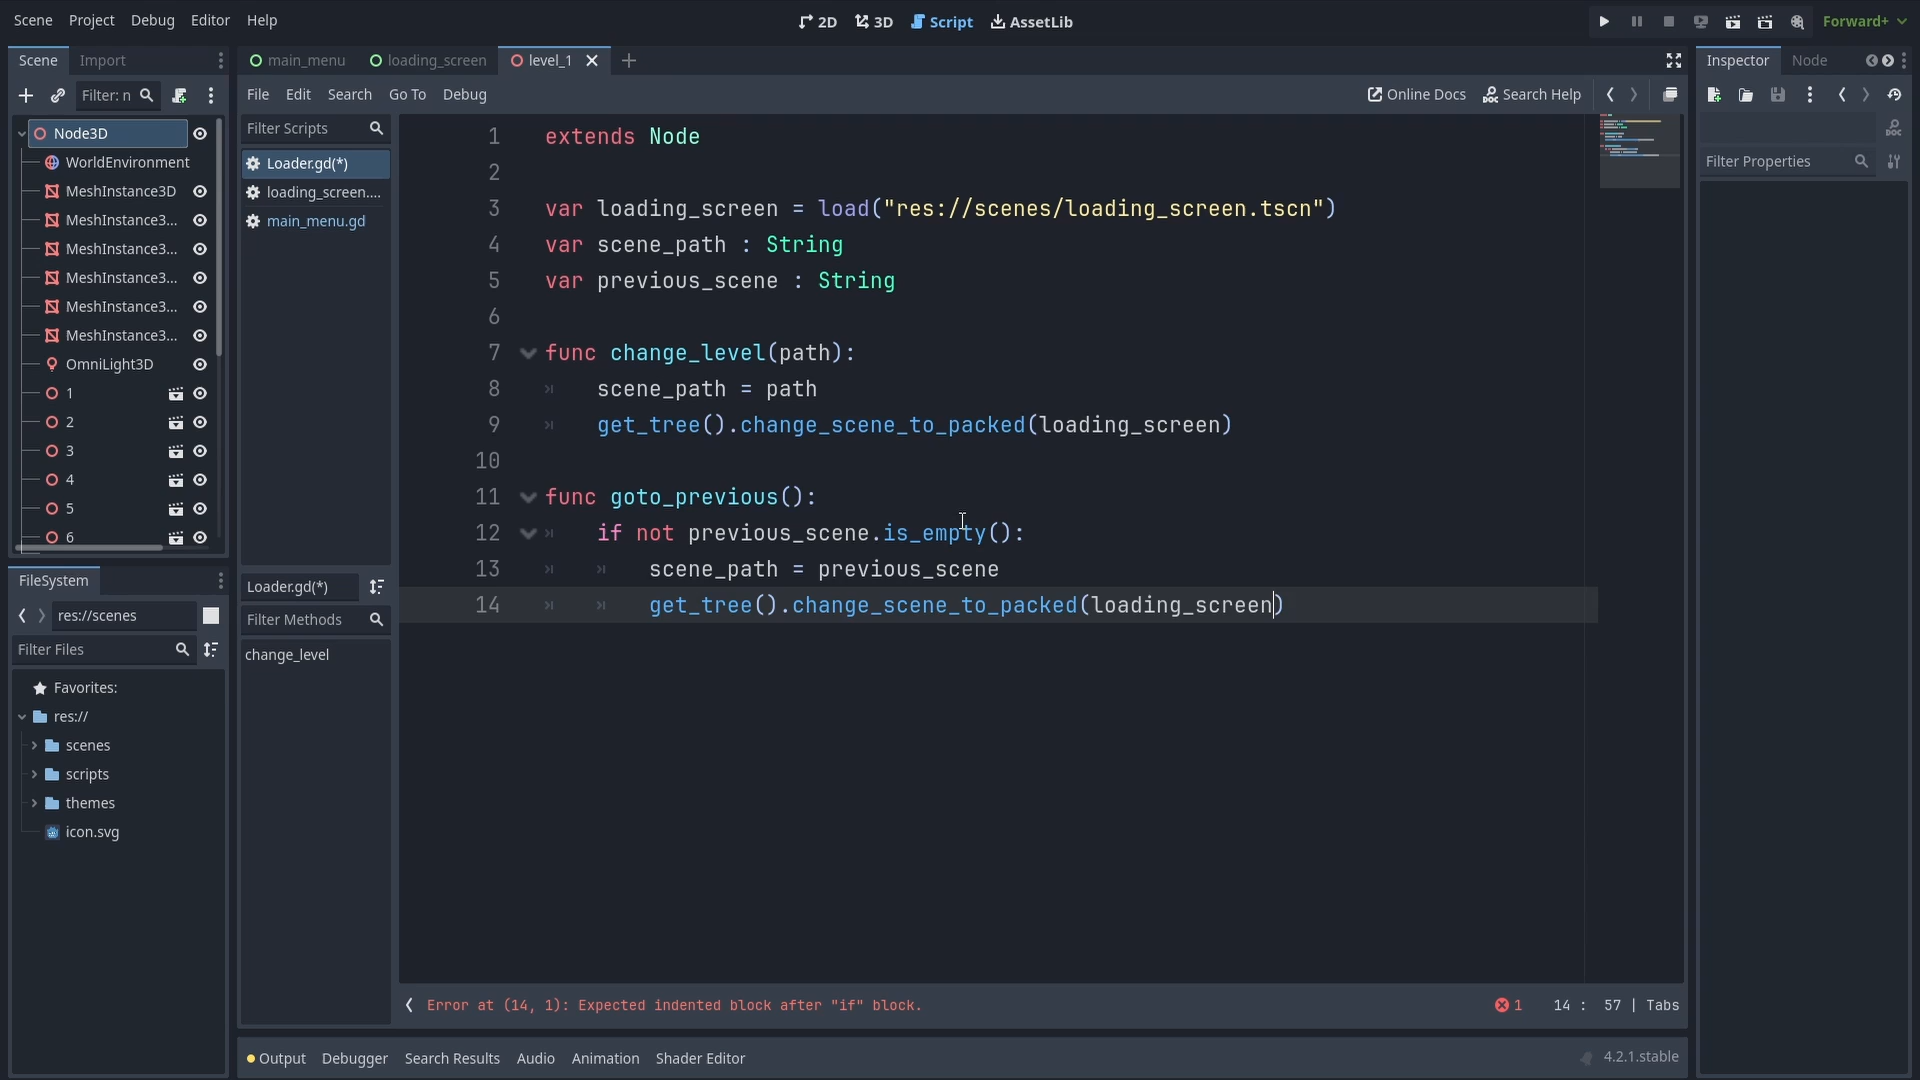 Scene Project Debug Editor Help
2D 3D Script AssetLib
Forward+
Scene Import
main_menu loading_screen level_1
Inspector Node
Filter: n
File Edit Search Go To Debug
Online Docs Search Help
Filter Scripts
Loader.gd(*)
loading_screen....
main_menu.gd
Node3D
WorldEnvironment
MeshInstance3D
MeshInstance3...
MeshInstance3...
MeshInstance3...
MeshInstance3...
MeshInstance3...
OmniLight3D
1
2
3
4
5
6
1 extends Node
2
3 var loading_screen = load("res://scenes/loading_screen.tscn")
4 var scene_path : String
5 var previous_scene : String
6
7 func change_level(path):
8 scene_path = path
9 get_tree().change_scene_to_packed(loading_screen)
10
11 func goto_previous():
12 if not previous_scene.is_empty():
13 scene_path = previous_scene
14 get_tree().change_scene_to_packed(loading_screen)
Filter Properties
DOC
Loader.gd(*)
Filter Methods
change_level
FileSystem
res://scenes
Filter Files
Favorites:
res://
scenes
scripts
themes
icon.svg
Error at (14, 1): Expected indented block after "if" block.
1 14 : 57 | Tabs
Output Debugger Search Results Audio Animation Shader Editor
4.2.1.stable